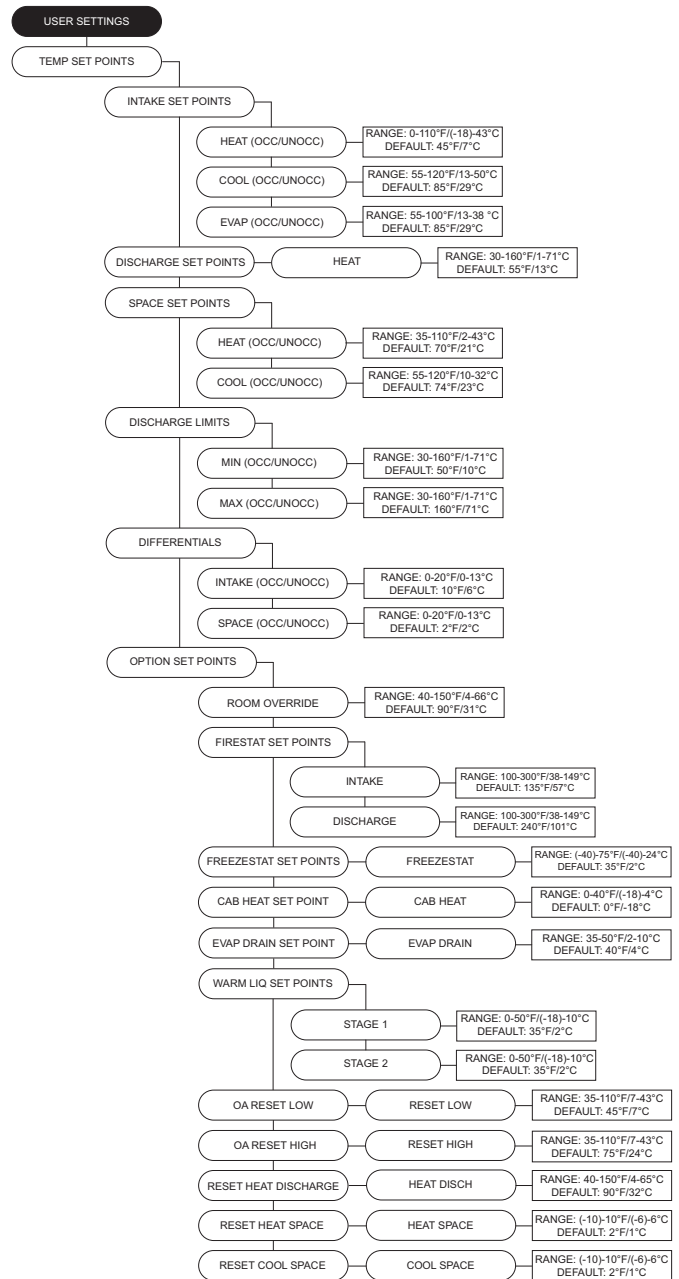 USER SETTINGS
TEMP SET POINTS
INTAKE SET POINTS
HEAT (OCC/UNOCC)
RANGE: 0-110°F/(-18)-43°C
DEFAULT: 45°F/7°C
COOL (OCC/UNOCC)
RANGE: 55-120°F/13-50°C
DEFAULT: 85°F/29°C
EVAP (OCC/UNOCC)
RANGE: 55-100°F/13-38 °C
DEFAULT: 85°F/29°C
DISCHARGE SET POINTS
HEAT
RANGE: 30-160°F/1-71°C
DEFAULT: 55°F/13°C
SPACE SET POINTS
HEAT (OCC/UNOCC)
RANGE: 35-110°F/2-43°C
DEFAULT: 70°F/21°C
COOL (OCC/UNOCC)
RANGE: 55-120°F/10-32°C
DEFAULT: 74°F/23°C
DISCHARGE LIMITS
MIN (OCC/UNOCC)
RANGE: 30-160°F/1-71°C
DEFAULT: 50°F/10°C
MAX (OCC/UNOCC)
RANGE: 30-160°F/1-71°C
DEFAULT: 160°F/71°C
DIFFERENTIALS
INTAKE (OCC/UNOCC)
RANGE: 0-20°F/0-13°C
DEFAULT: 10°F/6°C
SPACE (OCC/UNOCC)
RANGE: 0-20°F/0-13°C
DEFAULT: 2°F/2°C
OPTION SET POINTS
ROOM OVERRIDE
RANGE: 40-150°F/4-66°C
DEFAULT: 90°F/31°C
FIRESTAT SET POINTS
INTAKE
RANGE: 100-300°F/38-149°C
DEFAULT: 135°F/57°C
DISCHARGE
RANGE: 100-300°F/38-149°C
DEFAULT: 240°F/101°C
FREEZESTAT SET POINTS
FREEZESTAT
RANGE: (-40)-75°F/(-40)-24°C
DEFAULT: 35°F/2°C
CAB HEAT SET POINT
CAB HEAT
RANGE: 0-40°F/(-18)-4°C
DEFAULT: 0°F/-18°C
EVAP DRAIN SET POINT
EVAP DRAIN
RANGE: 35-50°F/2-10°C
DEFAULT: 40°F/4°C
WARM LIQ SET POINTS
STAGE 1
RANGE: 0-50°F/(-18)-10°C
DEFAULT: 35°F/2°C
STAGE 2
RANGE: 0-50°F/(-18)-10°C
DEFAULT: 35°F/2°C
OA RESET LOW
RESET LOW
RANGE: 35-110°F/7-43°C
DEFAULT: 45°F/7°C
OA RESET HIGH
RESET HIGH
RANGE: 35-110°F/7-43°C
DEFAULT: 75°F/24°C
RESET HEAT DISCHARGE
HEAT DISCH
RANGE: 40-150°F/4-65°C
DEFAULT: 90°F/32°C
RESET HEAT SPACE
HEAT SPACE
RANGE: (-10)-10°F/(-6)-6°C
DEFAULT: 2°F/1°C
RESET COOL SPACE
COOL SPACE
RANGE: (-10)-10°F/(-6)-6°C
DEFAULT: 2°F/1°C